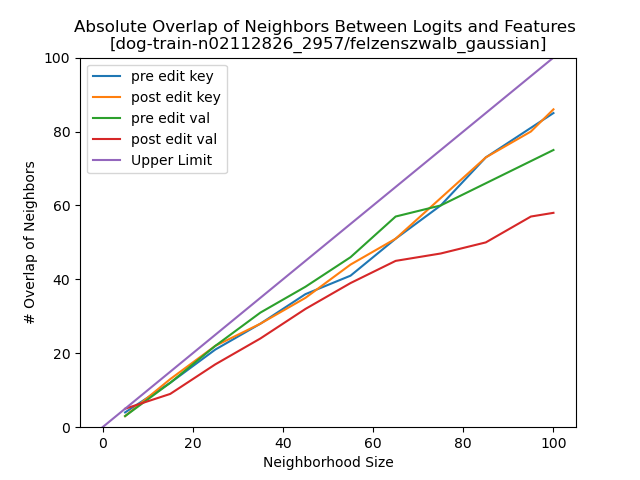 Absolute Overlap of Neighbors Between Logits and Features
[dog-train-n02112826_2957/felzenszwalb_gaussian]
pre edit key
post edit key
pre edit val
post edit val
Upper Limit
# Overlap of Neighbors
100
80
60
40
20
0
0 20 40 60 80 100
Neighborhood Size